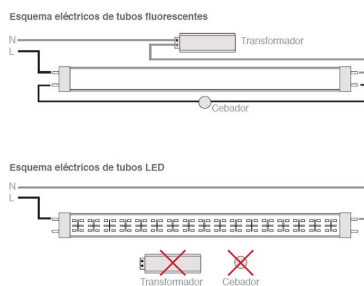 Esquema eléctricos de tubos fluorescentes
N
Transformador
L
Cebador
Esquema eléctricos de tubos LED
N
L
Transformador
Cebador